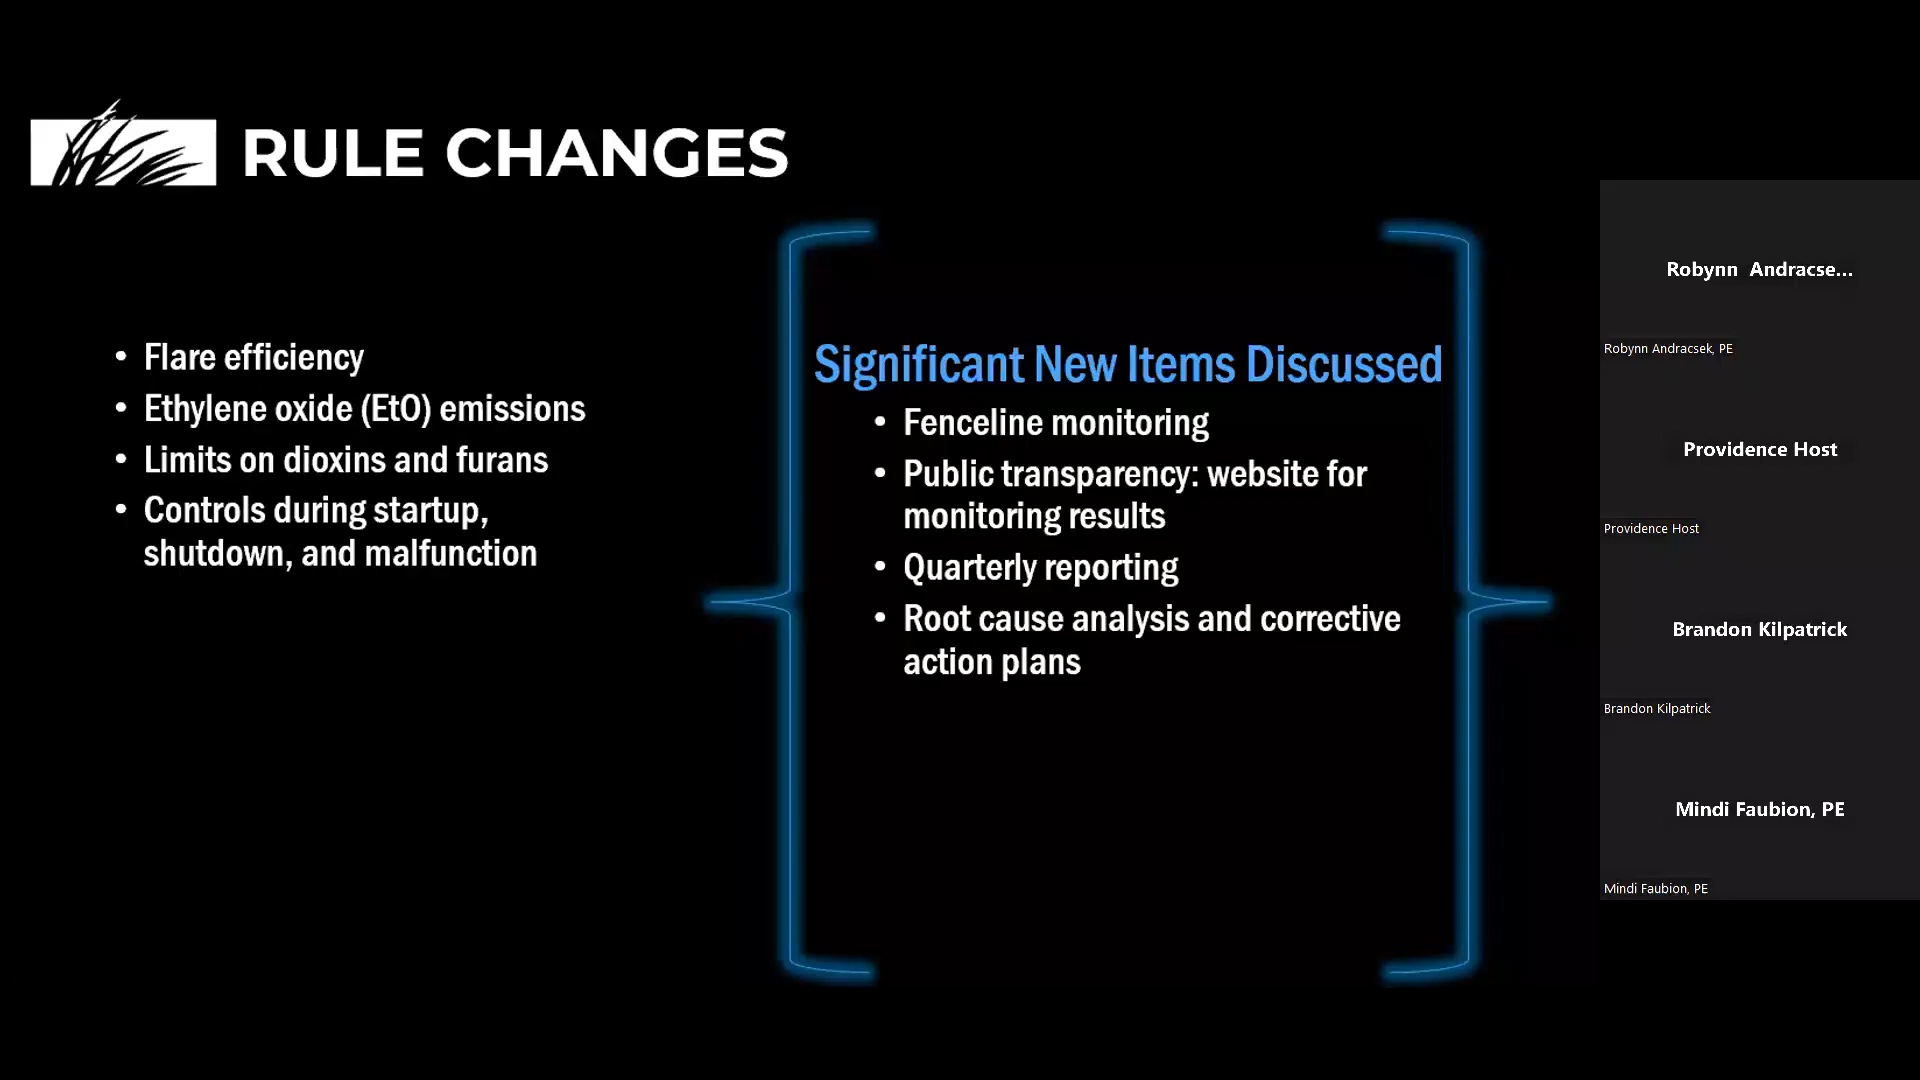 RULE CHANGES
• Flare efficiency
• Ethylene oxide (EtO) emissions
• Limits on dioxins and furans
• Controls during startup,
shutdown, and malfunction
Significant New Items Discussed
• Fenceline monitoring
• Public transparency: website for
monitoring results
• Quarterly reporting
• Root cause analysis and corrective
action plans
Robynn Andracse...
Robynn Andracsek, PE
Providence Host
Providence Host
Brandon Kilpatrick
Brandon Kilpatrick
Mindi Faubion, PE
Mindi Faubion, PE